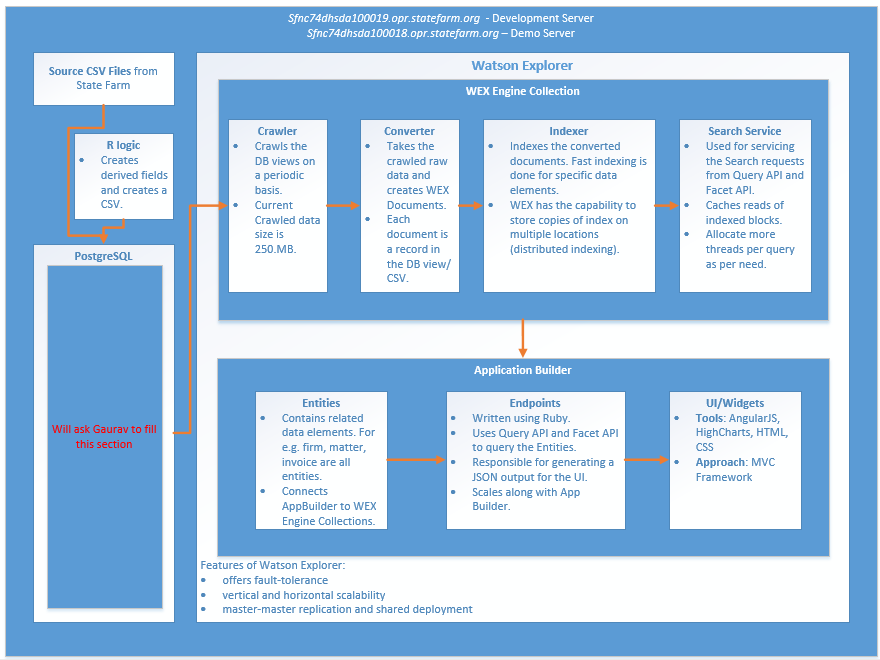 Sfnc74dhsda100019.opr.statefarm.org - Development Server
Sfnc74dhsda100018.opr.statefarm.org – Demo Server
Source CSV Files from
State Farm
R logic
• Creates
derived fields
and creates a
CSV.
PostgreSQL
Will ask Gaurav to fill
this section
Watson Explorer
WEX Engine Collection
Crawler
• Crawls the
DB views on
a periodic
basis.
• Current
Crawled data
size is
250.MB.
Converter
• Takes the
crawled raw
data and
creates WEX
Documents.
• Each
document is
a record in
the DB view/
CSV.
Indexer
• Indexes the converted
documents. Fast indexing is
done for specific data
elements.
• WEX has the capability to
store copies of index on
multiple locations
(distributed indexing).
Search Service
• Used for servicing
the Search requests
from Query API and
Facet API.
• Caches reads of
indexed blocks.
• Allocate more
threads per query
as per need.
Application Builder
Entities
• Contains related
data elements. For
e.g. firm, matter,
invoice are all
entities.
• Connects
AppBuilder to WEX
Engine Collections.
Endpoints
• Written using Ruby.
• Uses Query API and Facet API
to query the Entities.
• Responsible for generating a
JSON output for the UI.
• Scales along with App
Builder.
UI/Widgets
• Tools: AngularJS,
HighCharts, HTML,
CSS
• Approach: MVC
Framework
Features of Watson Explorer:
• offers fault-tolerance
• vertical and horizontal scalability
• master-master replication and shared deployment